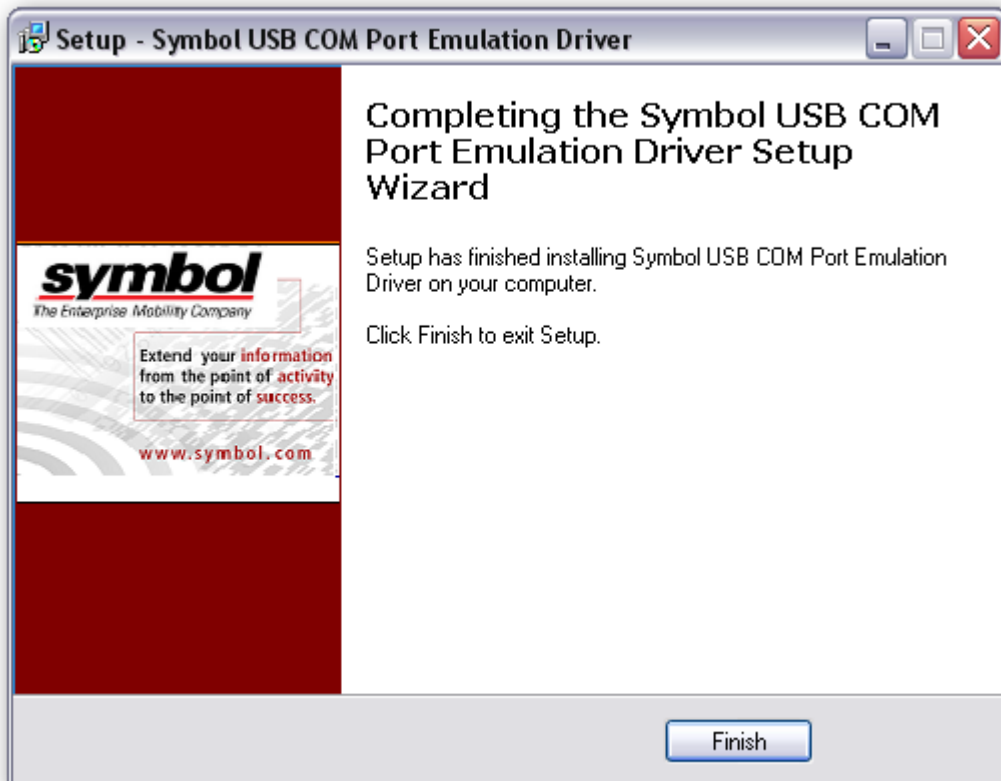 Setup - Symbol USB COM Port Emulation Driver
Completing the Symbol USB COM
Port Emulation Driver Setup
Wizard
Setup has finished installing Symbol USB COM Port Emulation
Driver on your computer.
Click Finish to exit Setup.
symbol
The Enterprise Mobility Company
Extend your information
from the point of activity
to the point of success.
www.symbol.com
Finish